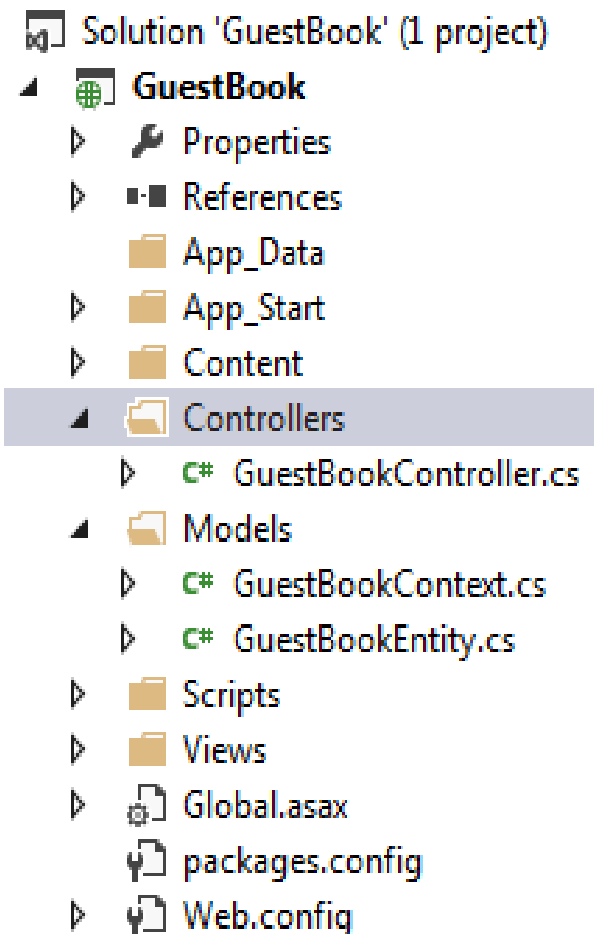 Solution 'GuestBook' (1 project)
GuestBook
Properties
References
App_Data
App_Start
Content
Controllers
C# GuestBookController.cs
Models
C# GuestBookContext.cs
C# GuestBookEntity.cs
Scripts
Views
Global.asax
packages.config
Web.config